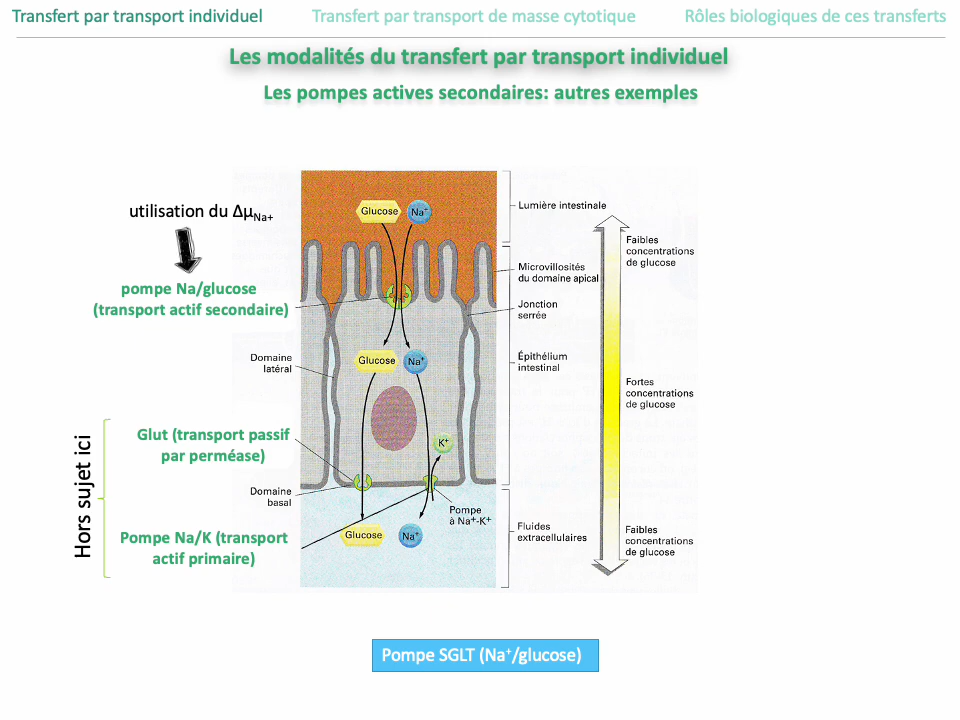 Transfert par transport individuel
Transfert par transport de masse cytotique
Rôles biologiques de ces transferts
Les modalités du transfert par transport individuel
Les pompes actives secondaires: autres exemples
utilisation du ΔμNa+
pompe Na/glucose
(transport actif secondaire)
Glucose
Na+
Lumière intestinale
Microvillosités
du domaine apical
Jonction
serrée
Faibles
concentrations
de glucose
Domaine
latéral
Glucose
Na+
Épithélium
intestinal
Fortes
concentrations
de glucose
Hors sujet ici
Glut (transport passif
par perméase)
K+
Domaine
basal
Pompe
à Na+-K+
Pompe Na/K (transport
actif primaire)
Glucose
Na+
Fluides
extracellulaires
Faibles
concentrations
de glucose
Pompe SGLT (Na+/glucose)